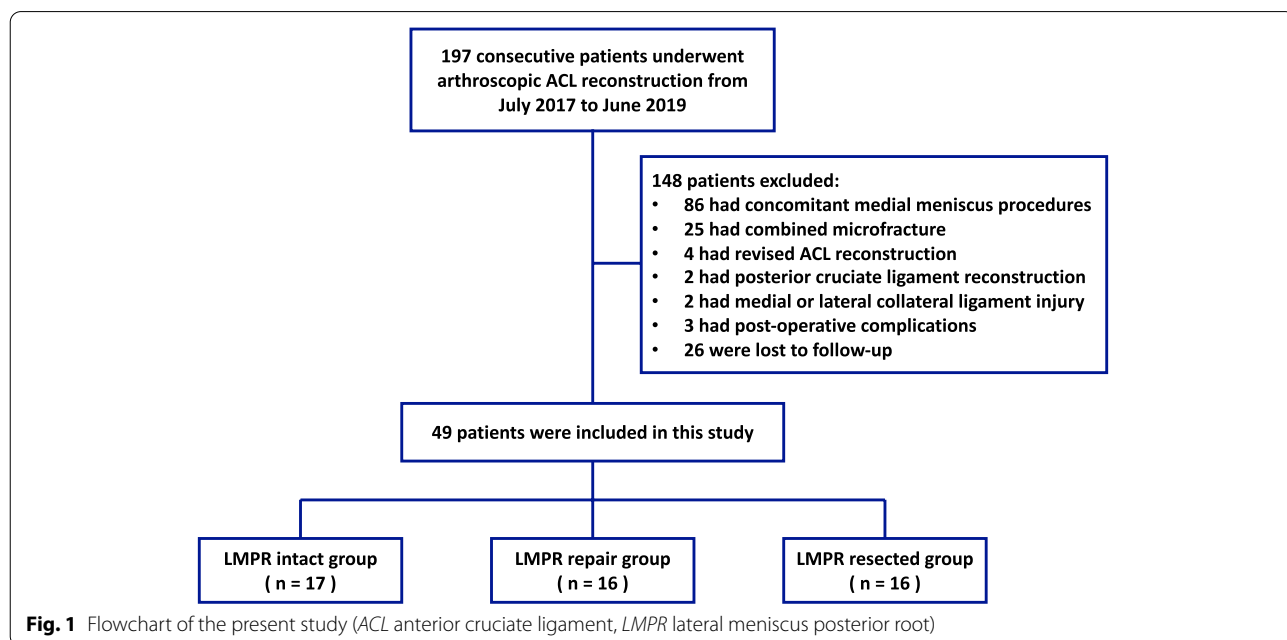 197 consecutive patients underwent
arthroscopic ACL reconstruction from
July 2017 to June 2019
148 patients excluded:
• 86 had concomitant medial meniscus procedures
• 25 had combined microfracture
• 4 had revised ACL reconstruction
• 2 had posterior cruciate ligament reconstruction
• 2 had medial or lateral collateral ligament injury
• 3 had post-operative complications
• 26 were lost to follow-up
49 patients were included in this study
LMPR intact group
( n = 17 )
LMPR repair group
( n = 16 )
LMPR resected group
( n = 16 )
Fig. 1 Flowchart of the present study (ACL anterior cruciate ligament, LMPR lateral meniscus posterior root)